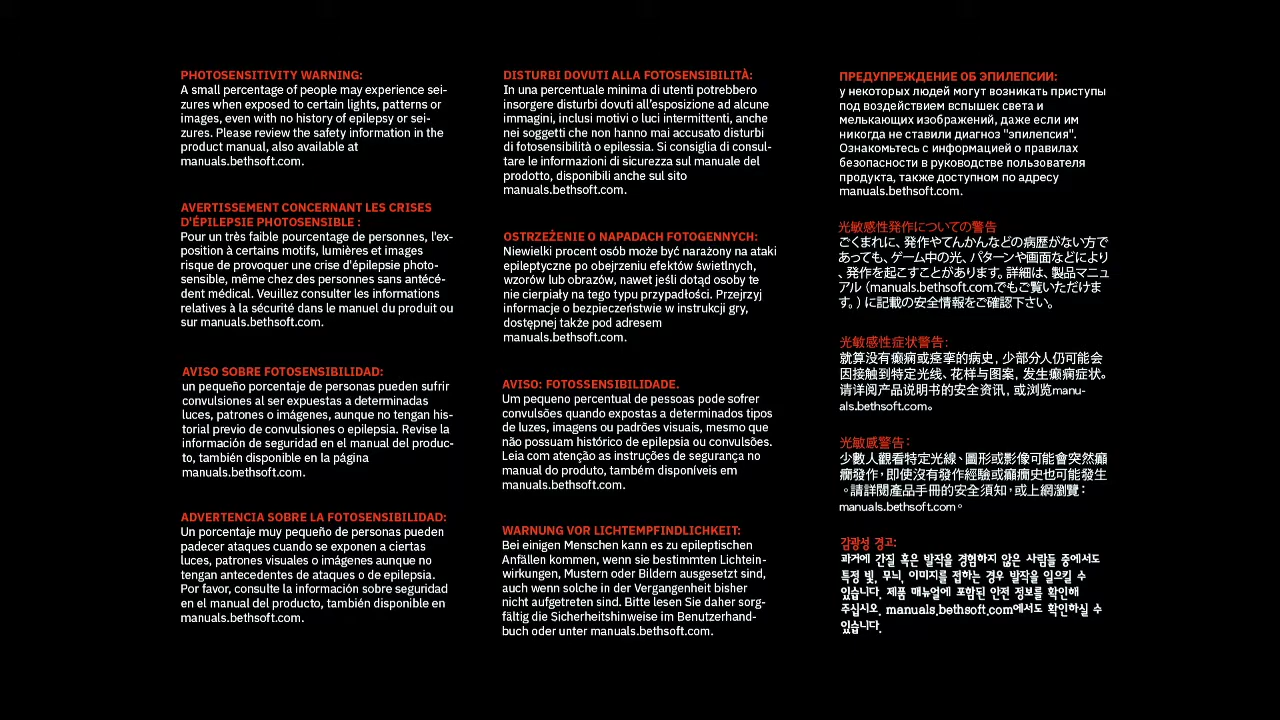 PHOTOSENSITIVITY WARNING:
A small percentage of people may experience sei-
zures when exposed to certain lights, patterns or
images, even with no history of epilepsy or sei-
zures. Please review the safety information in the
product manual, also available at
manuals.bethsoft.com.
AVERTISSEMENT CONCERNANT LES CRISES
D'ÉPILEPSIE PHOTOSENSIBLE :
Pour un très faible pourcentage de personnes, l'ex-
position à certains motifs, lumières et images
risque de provoquer une crise d'épilepsie photo-
sensible, même chez des personnes sans antécé-
dent médical. Veuillez consulter les informations
relatives à la sécurité dans le manuel du produit ou
sur manuals.bethsoft.com.
AVISO SOBRE FOTOSENSIBILIDAD:
un pequeño porcentaje de personas pueden sufrir
convulsiones al ser expuestas a determinadas
luces, patrones o imágenes, aunque no tengan his-
torial previo de convulsiones o epilepsia. Revise la
información de seguridad en el manual del produc-
to, también disponible en la página
manuals.bethsoft.com.
ADVERTENCIA SOBRE LA FOTOSENSIBILIDAD:
Un porcentaje muy pequeño de personas pueden
padecer ataques cuando se exponen a ciertas
luces, patrones visuales o imágenes aunque no
tengan antecedentes de ataques o de epilepsia.
Por favor, consulte la información sobre seguridad
en el manual del producto, también disponible en
manuals.bethsoft.com.
DISTURBI DOVUTI ALLA FOTOSENSIBILITÀ:
In una percentuale minima di utenti potrebbero
insorgere disturbi dovuti all'esposizione ad alcune
immagini, inclusi motivi o luci intermittenti, anche
nei soggetti che non hanno mai accusato disturbi
di fotosensibilità o epilessia. Si consiglia di consul-
tare le informazioni di sicurezza sul manuale del
prodotto, disponibili anche sul sito
manuals.bethsoft.com.
OSTRZEŻENIE O NAPADACH FOTOGENNYCH:
Niewielki procent osób może być narażony na ataki
epileptyczne po obejrzeniu efektów świetlnych,
wzorów lub obrazów, nawet jeśli dotąd osoby te
nie cierpiały na tego typu przypadłości. Przejrzyj
informacje o bezpieczeństwie w instrukcji gry,
dostępnej także pod adresem
manuals.bethsoft.com.
AVISO: FOTOSSENSIBILIDADE.
Um pequeno percentual de pessoas pode sofrer
convulsões quando expostas a determinados tipos
de luzes, imagens ou padrões visuais, mesmo que
não possuam histórico de epilepsia ou convulsões.
Leia com atenção as instruções de segurança no
manual do produto, também disponíveis em
manuals.bethsoft.com.
WARNUNG VOR LICHTEMPFINDLICHKEIT:
Bei einigen Menschen kann es zu epileptischen
Anfällen kommen, wenn sie bestimmten Lichtein-
wirkungen, Mustern oder Bildern ausgesetzt sind,
auch wenn solche in der Vergangenheit bisher
nicht aufgetreten sind. Bitte lesen Sie daher sorg-
fältig die Sicherheitshinweise im Benutzerhand-
buch oder unter manuals.bethsoft.com.
ПРЕДУПРЕЖДЕНИЕ ОБ ЭПИЛЕПСИИ:
у некоторых людей могут возникать приступы
под воздействием вспышек света и
мелькающих изображений, даже если им
никогда не ставили диагноз "эпилепсия".
Ознакомьтесь с информацией о правилах
безопасности в руководстве пользователя
продукта, также доступном по адресу
manuals.bethsoft.com.
光敏感性発作についての警告
ごくまれに、発作やてんかんなどの病歴がない方で
あっても、ゲーム中の光、パターンや画面などにより
、発作を起こすことがあります。詳細は、製品マニュ
アル（manuals.bethsoft.comでもご覧いただけま
す。）に記載の安全情報をご確認下さい。
光敏感性症状警告：
就算没有癫痫或痉挛的病史，少部分人仍可能会
因接触到特定光线、花样与图案，发生癫痫症状。
请详阅产品说明书的安全资讯，或浏览manu-
als.bethsoft.com。
光敏感警告：
少數人觀看特定光線、圖形或影像可能會突然癲
癇發作，即使沒有發作經驗或癲癇史也可能發生
。請詳閱產品手冊的安全須知，或上網瀏覽：
manuals.bethsoft.com。
감광성 경고:
과거에 간질 혹은 발작을 경험하지 않은 사람들 중에서도
특정 빛, 무늬, 이미지를 접하는 경우 발작을 일으킬 수
있습니다. 제품 매뉴얼에 포함된 안전 정보를 확인해
주십시오. manuals.bethsoft.com에서도 확인하실 수
있습니다.